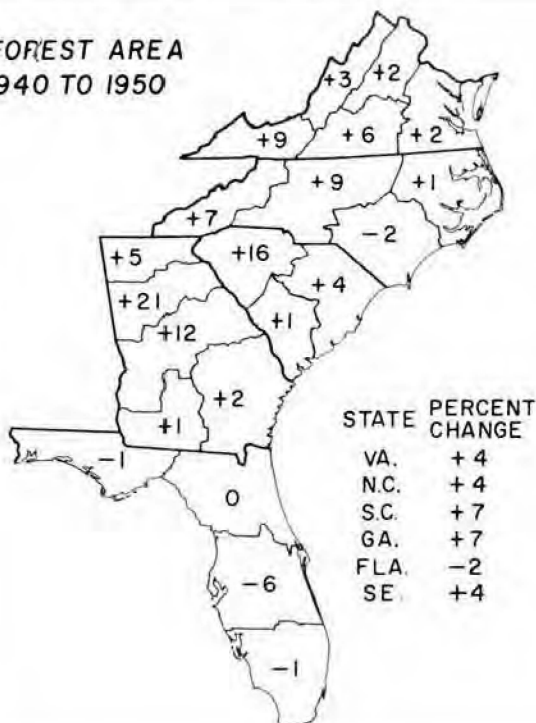 FOREST AREA
1940 TO 1950
+3
+2
+9
+6
+2
+7
+9
+1
-2
+5
+16
+4
+21
+12
+1
+2
+1
-1
0
-6
-1
STATE PERCENT CHANGE
VA. +4
N.C. +4
S.C. +7
GA. +7
FLA. -2
SE. +4